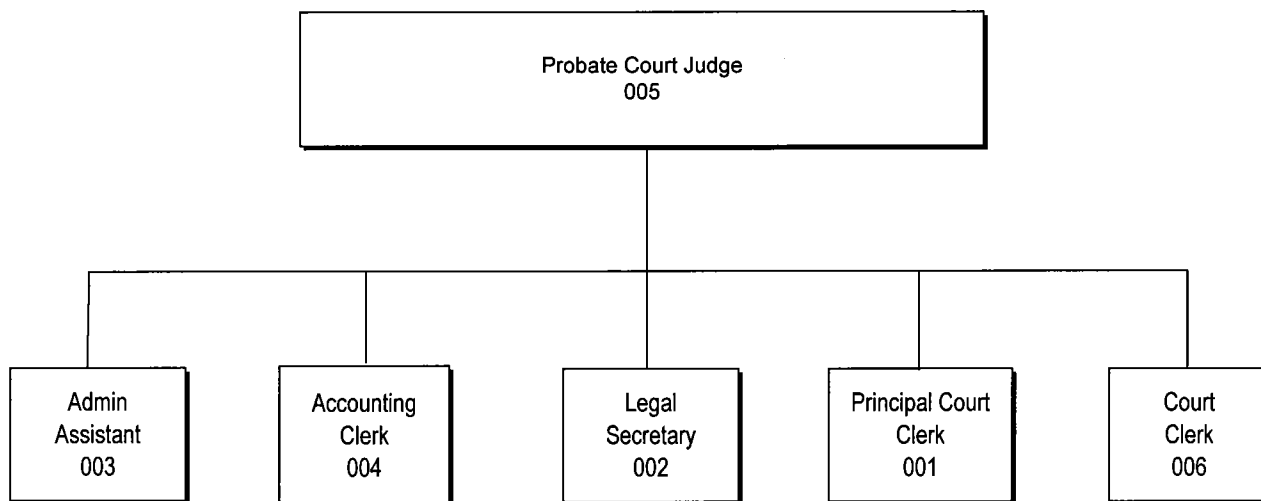 Probate Court Judge
005
Admin
Assistant
003
Accounting
Clerk
004
Legal
Secretary
002
Principal Court
Clerk
001
Court
Clerk
006